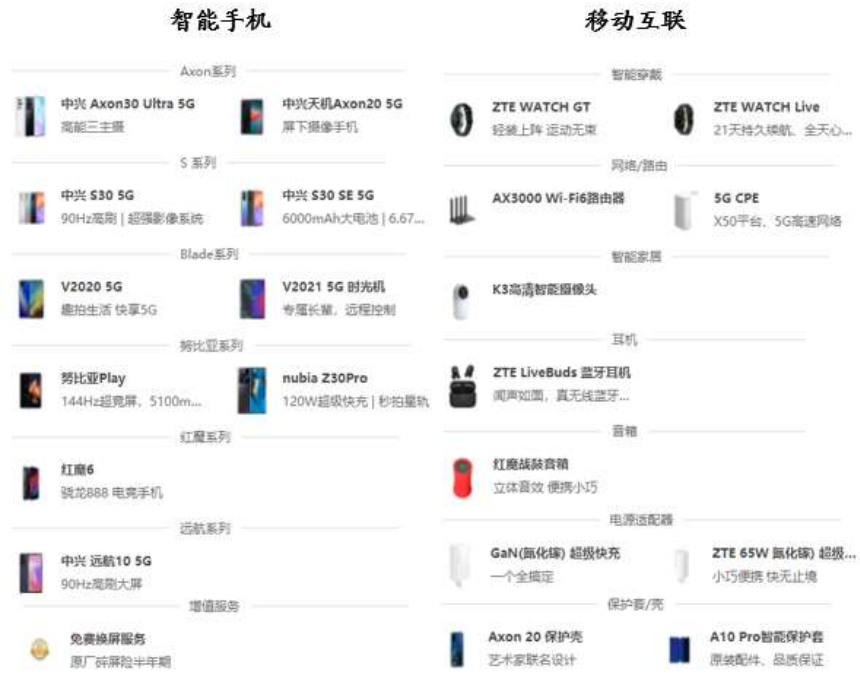 智能手机
Axon系列
中兴 Axon30 Ultra 5G
高能三主摄
中兴天机Axon20 5G
屏下摄像手机
S 系列
中兴 S30 5G
90Hz高刷 | 超强影像系统
中兴 S30 SE 5G
6000mAh大电池 | 6.67...
Blade系列
V2020 5G
趣拍生活 快享5G
V2021 5G 时光机
专属长辈，远程控制
努比亚系列
努比亚Play
144Hz超竞屏，5100m...
nubia Z30Pro
120W超级快充 | 秒拍星轨
红魔系列
红魔6
骁龙888 电竞手机
远航系列
中兴 远航10 5G
90Hz高刷大屏
增值服务
免费换屏服务
原厂碎屏险半年期
移动互联
智能穿戴
ZTE WATCH GT
轻装上阵 运动无束
ZTE WATCH Live
21天持久续航、全天心...
网络/路由
AX3000 Wi-Fi6路由器
5G CPE
X50平台、5G高速网络
智能家居
K3高清智能摄像头
耳机
ZTE LiveBuds 蓝牙耳机
闻声如面，真无线蓝牙...
音箱
红魔战鼓音箱
立体音效 便携小巧
电源适配器
GaN(氮化镓) 超级快充
一个全搞定
ZTE 65W 氮化镓) 超级...
小巧便携 快无止境
保护套/壳
Axon 20 保护壳
艺术家联名设计
A10 Pro智能保护套
原装配件、品质保证